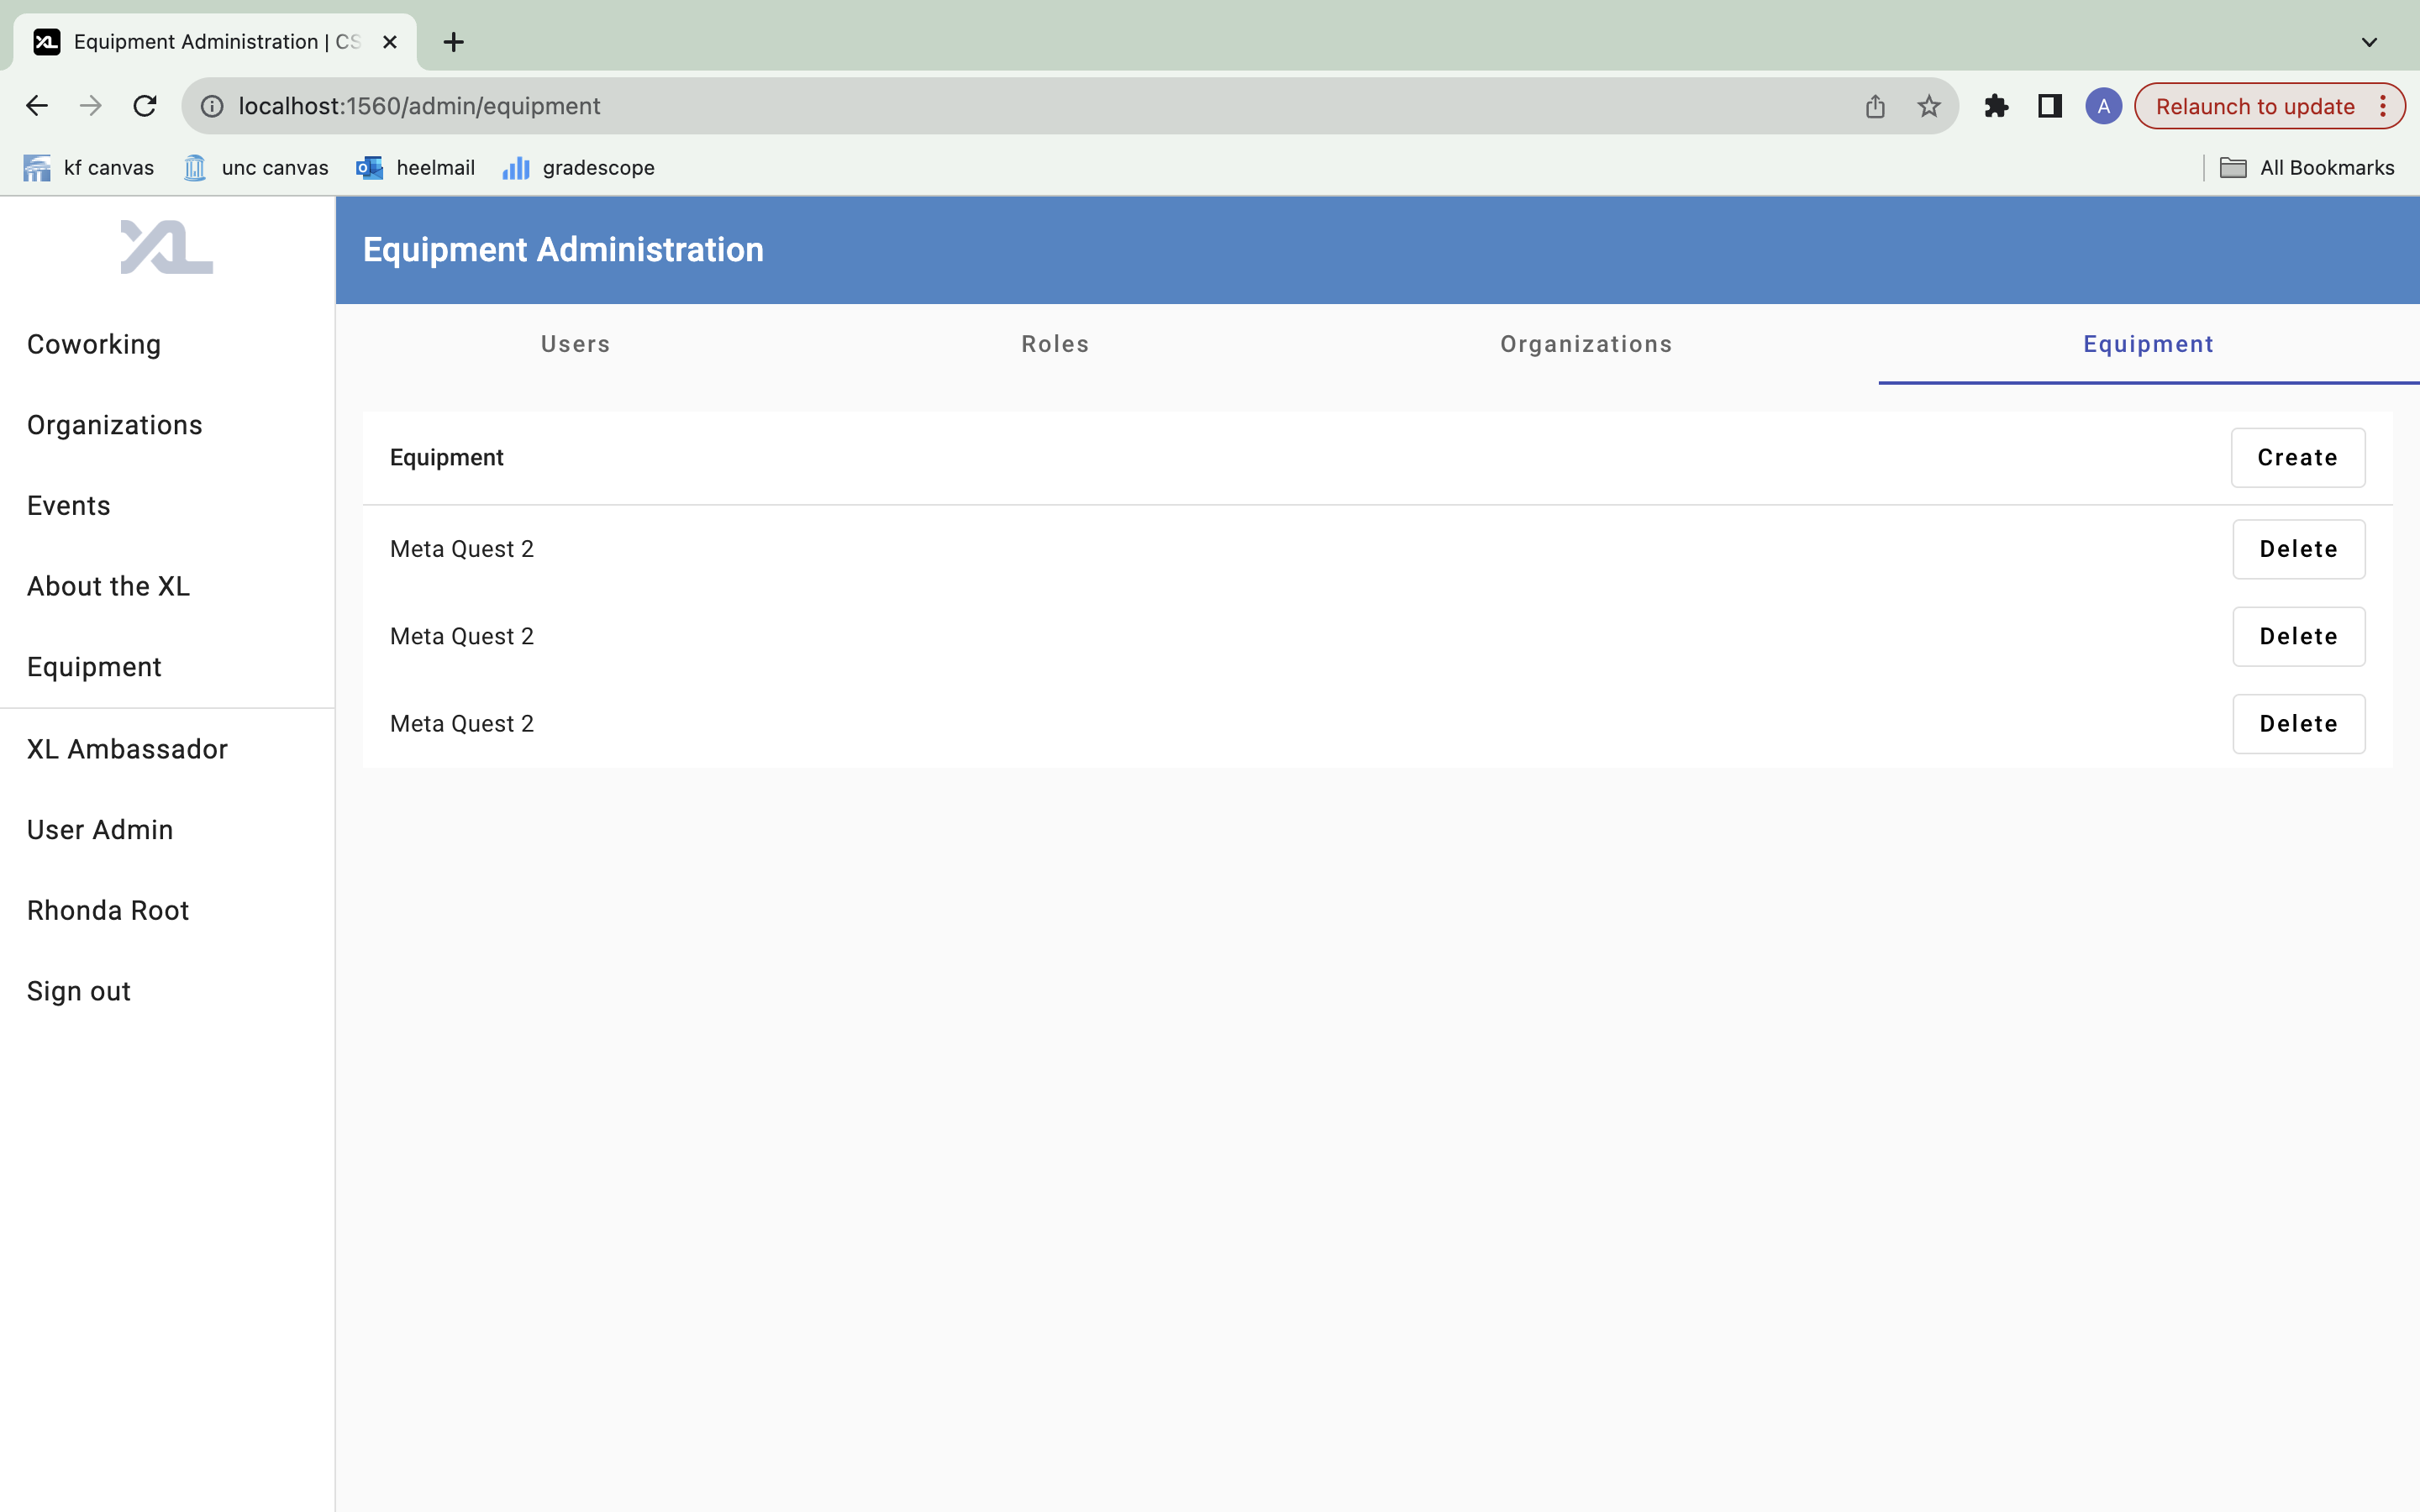 Equipment Administration | CS
localhost:1560/admin/equipment
A
Relaunch to update
kf canvas
unc canvas
heelmail
gradescope
All Bookmarks
XL
Coworking
Organizations
Events
About the XL
Equipment
XL Ambassador
User Admin
Rhonda Root
Sign out
Equipment Administration
Users
Roles
Organizations
Equipment
Equipment
Create
Meta Quest 2
Delete
Meta Quest 2
Delete
Meta Quest 2
Delete